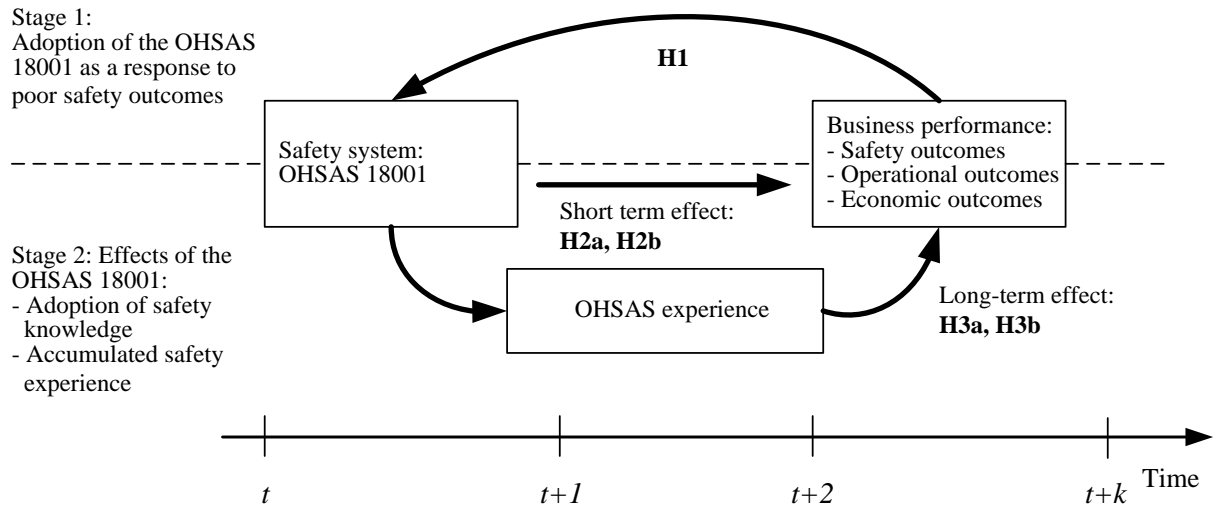 Stage 1:
Adoption of the OHSAS
18001 as a response to
poor safety outcomes
H1
Safety system:
OHSAS 18001
Business performance:
- Safety outcomes
- Operational outcomes
- Economic outcomes
Short term effect:
H2a, H2b
Stage 2: Effects of the
OHSAS 18001:
- Adoption of safety
knowledge
- Accumulated safety
experience
OHSAS experience
Long-term effect:
H3a, H3b
t
t+1
t+2
t+k
Time